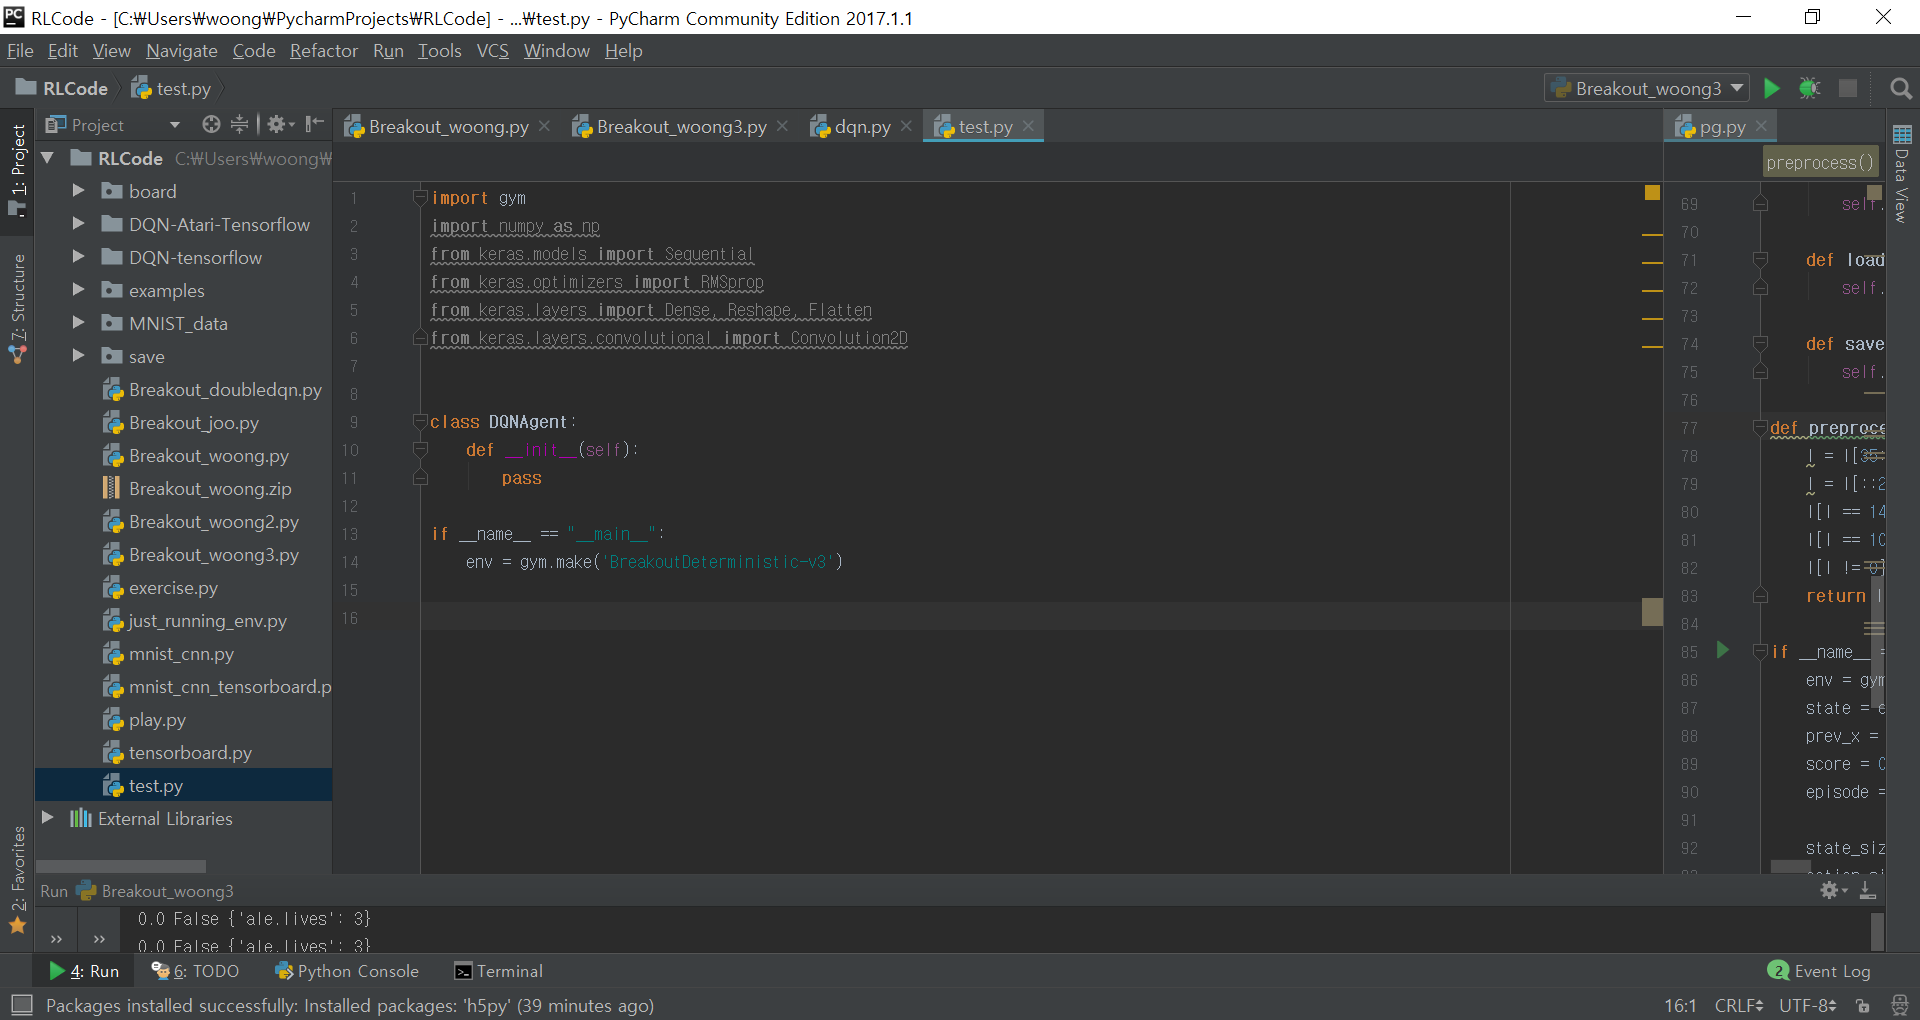 RLCode - [C:₩Users₩woong₩PycharmProjects₩RLCode] - ...₩test.py - PyCharm Community Edition 2017.1.1
File Edit View Navigate Code Refactor Run Tools VCS Window Help
RLCode test.py Breakout_woong3
Project
Breakout_woong.py Breakout_woong3.py dqn.py test.py pg.py
1: Project
7: Structure
2: Favorites
Data View
RLCode C:₩Users₩woong₩
board
DQN-Atari-Tensorflow
DQN-tensorflow
examples
MNIST_data
save
Breakout_doubledqn.py
Breakout_joo.py
Breakout_woong.py
Breakout_woong.zip
Breakout_woong2.py
Breakout_woong3.py
exercise.py
just_running_env.py
mnist_cnn.py
mnist_cnn_tensorboard.p
play.py
tensorboard.py
test.py
External Libraries
1 import gym
2 import numpy as np
3 from keras.models import Sequential
4 from keras.optimizers import RMSprop
5 from keras.layers import Dense, Reshape, Flatten
6 from keras.layers.convolutional import Convolution2D
7
8
9 class DQNAgent:
10 def __init__(self):
11 pass
12
13 if __name__ == "__main__":
14 env = gym.make('BreakoutDeterministic-v3')
15
16
preprocess()
69 self.
70
71 def load
72 self.
73
74 def save
75 self.
76
77 def preproce
78 I = I[35:
79 I = I[::2
80 I[I == 14
81 I[I == 10
82 I[I != 0]
83 return I
84
85 if __name__ =
86 env = gym
87 state = e
88 prev_x =
89 score = 0
90 episode =
91
92 state_siz
Run Breakout_woong3
0.0 False {'ale.lives': 3}
0.0 False {'ale.lives': 3}
4: Run 6: TODO Python Console Terminal 2 Event Log
Packages installed successfully: Installed packages: 'h5py' (39 minutes ago) 16:1 CRLF UTF-8